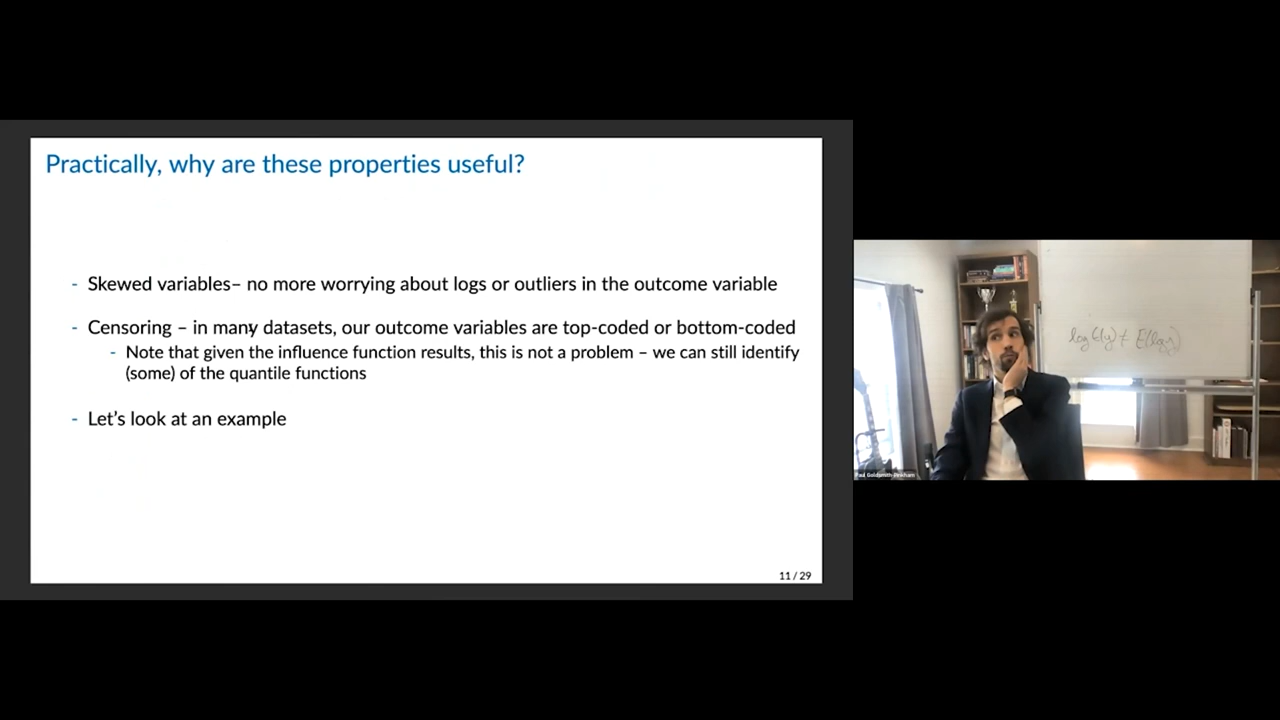 Practically, why are these properties useful?
- Skewed variables– no more worrying about logs or outliers in the outcome variable
- Censoring – in many datasets, our outcome variables are top-coded or bottom-coded
- Note that given the influence function results, this is not a problem – we can still identify
(some) of the quantile functions
- Let's look at an example
11 / 29
Paul Goldsmith-Pinkham